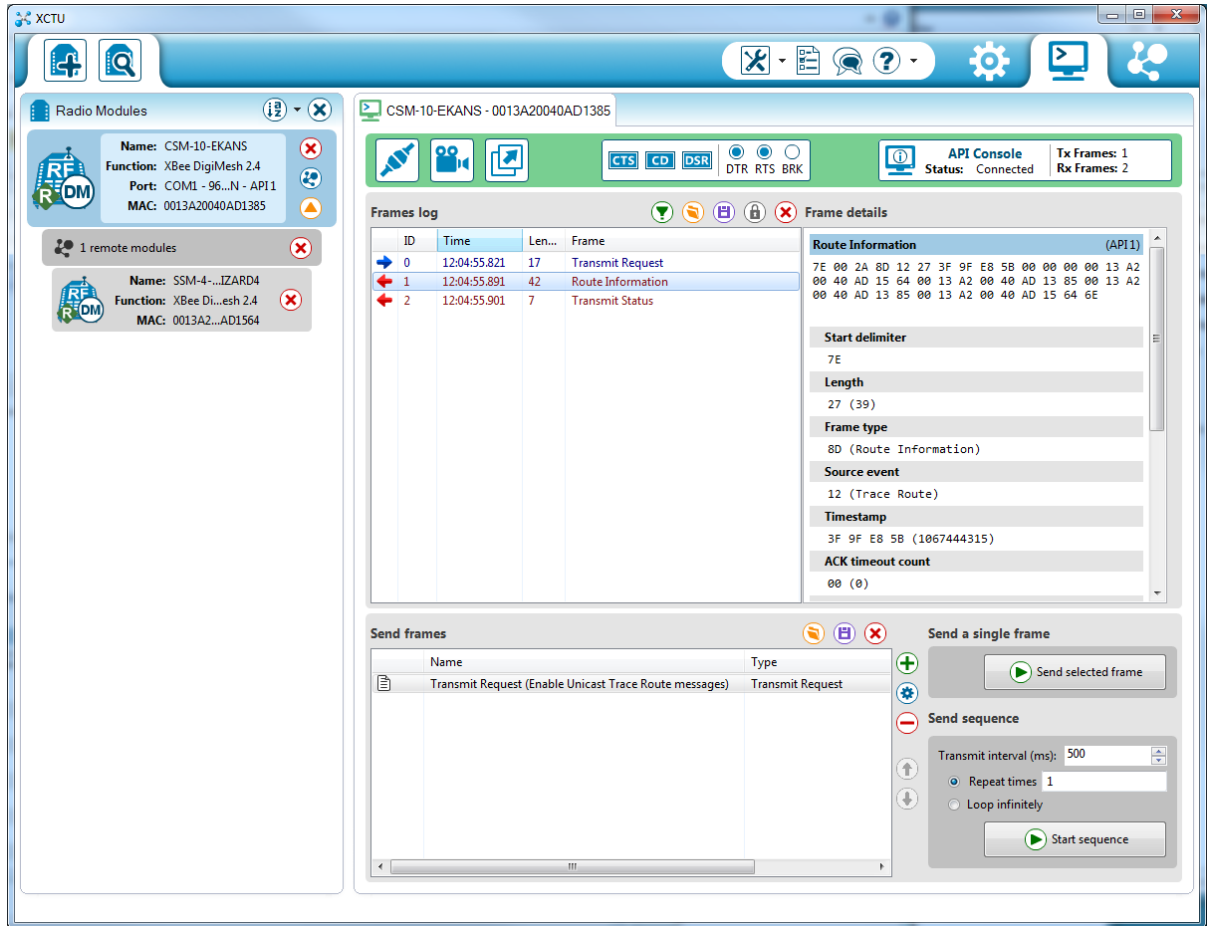 XCTU
Radio Modules
Name: CSM-10-EKANS
Function: XBee DigiMesh 2.4
Port: COM1 - 96...N - API 1
MAC: 0013A20040AD1385
1 remote modules
Name: SSM-4-...IZARD4
Function: XBee Di...esh 2.4
MAC: 0013A2...AD1564
CSM-10-EKANS - 0013A20040AD1385
CTS CD DSR DTR RTS BRK
API Console
Status: Connected
Tx Frames: 1
Rx Frames: 2
Frames log
ID Time Len... Frame
0 12:04:55.821 17 Transmit Request
1 12:04:55.891 42 Route Information
2 12:04:55.901 7 Transmit Status
Frame details
Route Information (API 1)
7E 00 2A 8D 12 27 3F 9F E8 5B 00 00 00 00 13 A2
00 40 AD 15 64 00 13 A2 00 40 AD 13 85 00 13 A2
00 40 AD 13 85 00 13 A2 00 40 AD 15 64 6E
Start delimiter
7E
Length
27 (39)
Frame type
8D (Route Information)
Source event
12 (Trace Route)
Timestamp
3F 9F E8 5B (1067444315)
ACK timeout count
00 (0)
Send frames
Name Type
Transmit Request (Enable Unicast Trace Route messages) Transmit Request
Send a single frame
Send selected frame
Send sequence
Transmit interval (ms): 500
Repeat times 1
Loop infinitely
Start sequence